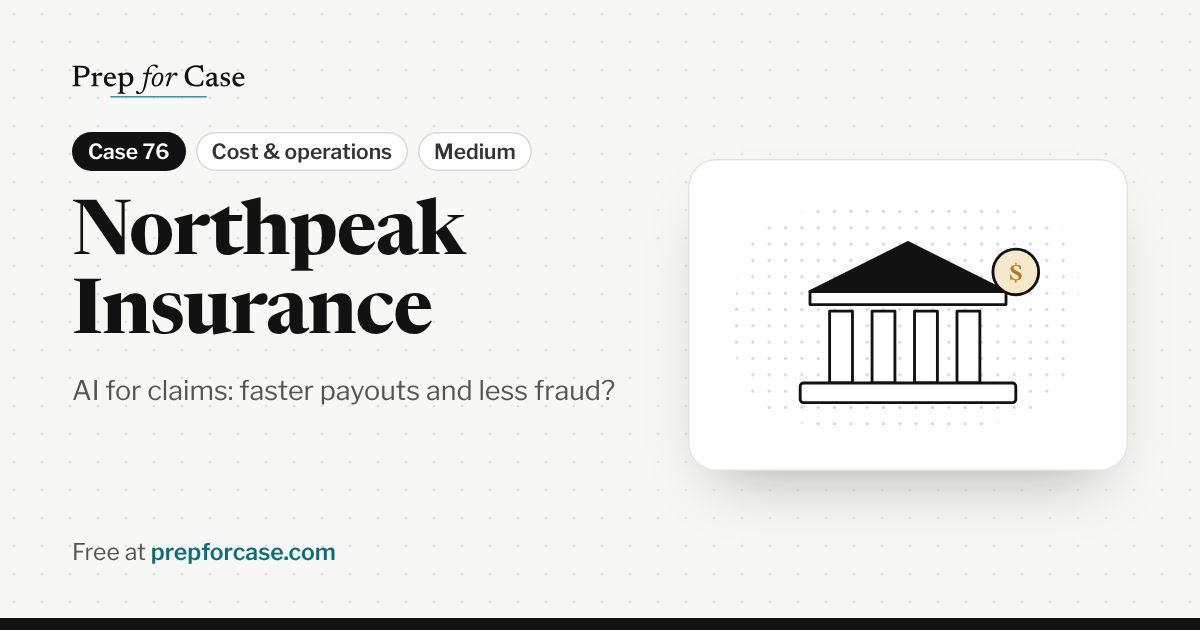 Prep for Case
Case 76
Cost & operations
Medium
Northpeak
Insurance
AI for claims: faster payouts and less fraud?
$
Free at prepforcase.com